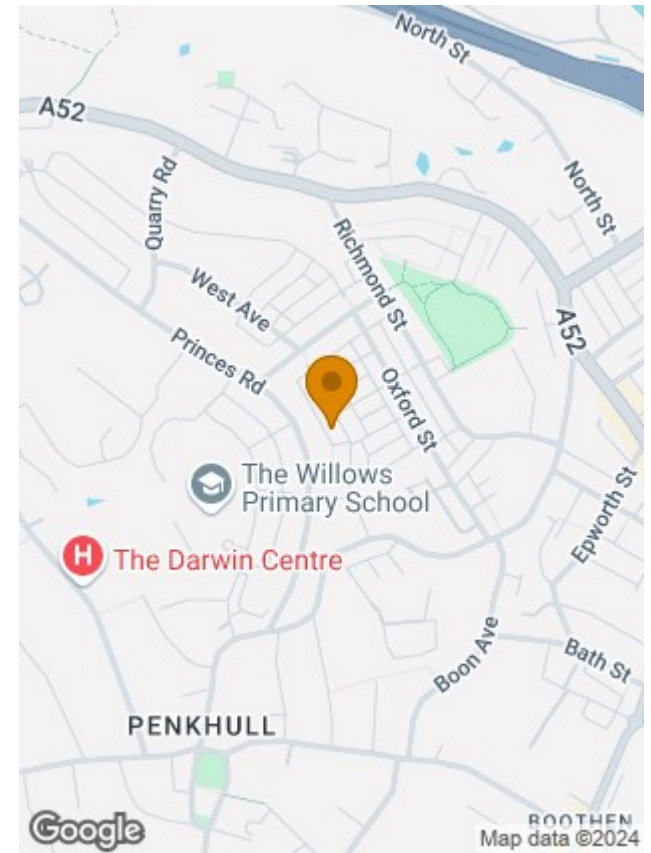 North St
A52
Quarry Rd
North St
Richmond St
West Ave
A52
Princes Rd
Oxford St
The Willows
Primary School
Epworth St
H The Darwin Centre
Boon Ave
Bath St
PENKHULL
BOOTHEN
Google
Map data ©2024